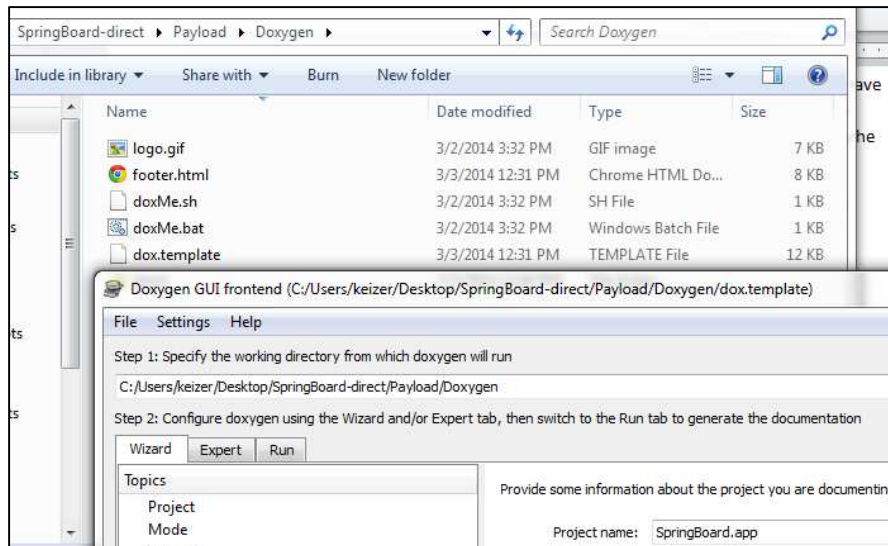 SpringBoard-direct ▸ Payload ▸ Doxygen ▸ Search Doxygen
Include in library Share with Burn New folder
ave
Name Date modified Type Size
he
logo.gif 3/2/2014 3:32 PM GIF image 7 KB
ts footer.html 3/3/2014 12:31 PM Chrome HTML Do... 8 KB
doxMe.sh 3/2/2014 3:32 PM SH File 1 KB
s doxMe.bat 3/2/2014 3:32 PM Windows Batch File 1 KB
dox.template 3/3/2014 12:31 PM TEMPLATE File 12 KB
Doxygen GUI frontend (C:/Users/keizer/Desktop/SpringBoard-direct/Payload/Doxygen/dox.template)
File Settings Help
ts
Step 1: Specify the working directory from which doxygen will run
C:/Users/keizer/Desktop/SpringBoard-direct/Payload/Doxygen
ts
Step 2: Configure doxygen using the Wizard and/or Expert tab, then switch to the Run tab to generate the documentation
Wizard Expert Run
Topics
Provide some information about the project you are documentin
Project
Mode
Project name: SpringBoard.app